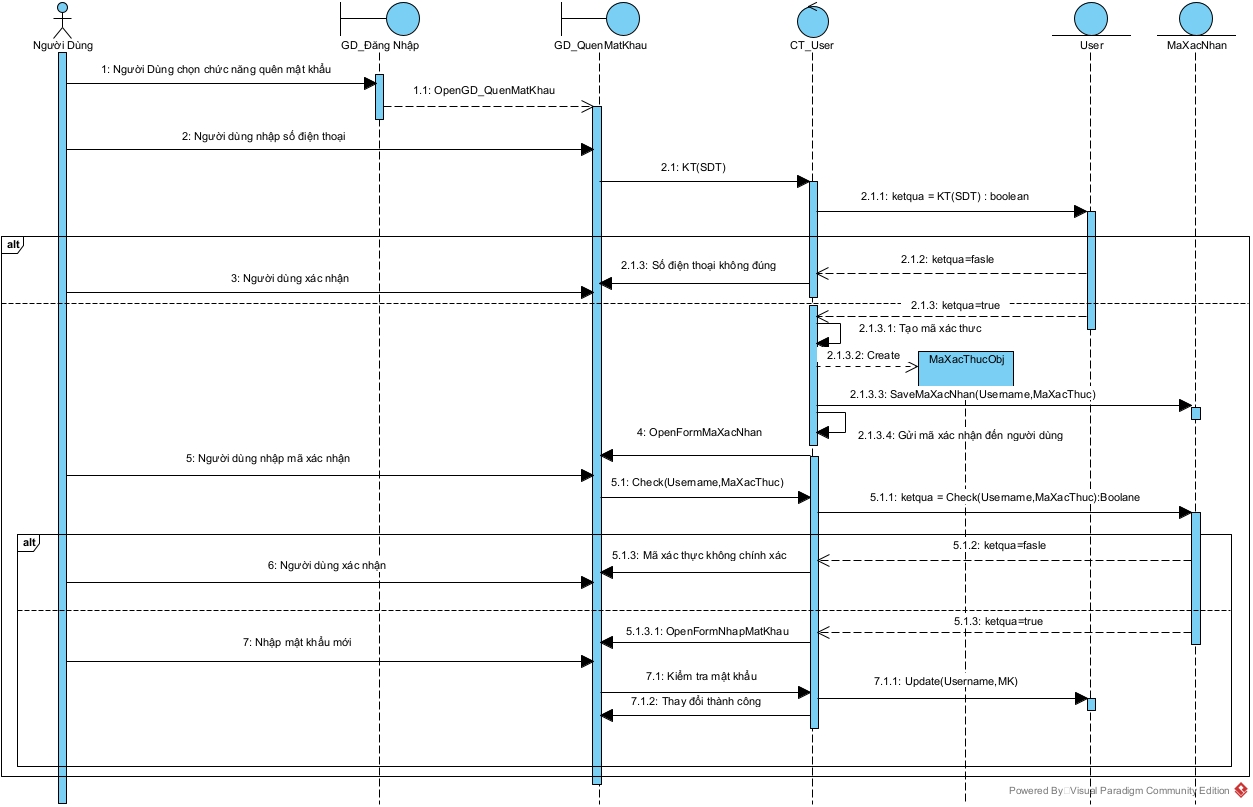 Người Dùng
GD_Đăng Nhập
GD_QuenMatKhau
CT_User
User
MaXacNhan
1: Người Dùng chọn chức năng quên mật khẩu
1.1: OpenGD_QuenMatKhau
2: Người dùng nhập số điện thoại
2.1: KT(SDT)
2.1.1: ketqua = KT(SDT) : boolean
alt
2.1.2: ketqua=fasle
2.1.3: Số điện thoại không đúng
3: Người dùng xác nhận
2.1.3: ketqua=true
2.1.3.1: Tạo mã xác thưc
2.1.3.2: Create
MaXacThucObj
2.1.3.3: SaveMaXacNhan(Username,MaXacThuc)
2.1.3.4: Gửi mã xác nhận đến người dùng
4: OpenFormMaXacNhan
5: Người dùng nhập mã xác nhận
5.1: Check(Username,MaXacThuc)
5.1.1: ketqua = Check(Username,MaXacThuc):Boolane
alt
5.1.2: ketqua=fasle
5.1.3: Mã xác thực không chính xác
6: Người dùng xác nhận
5.1.3: ketqua=true
5.1.3.1: OpenFormNhapMatKhau
7: Nhập mật khẩu mới
7.1: Kiểm tra mật khẩu
7.1.1: Update(Username,MK)
7.1.2: Thay đổi thành công
Powered By Visual Paradigm Community Edition